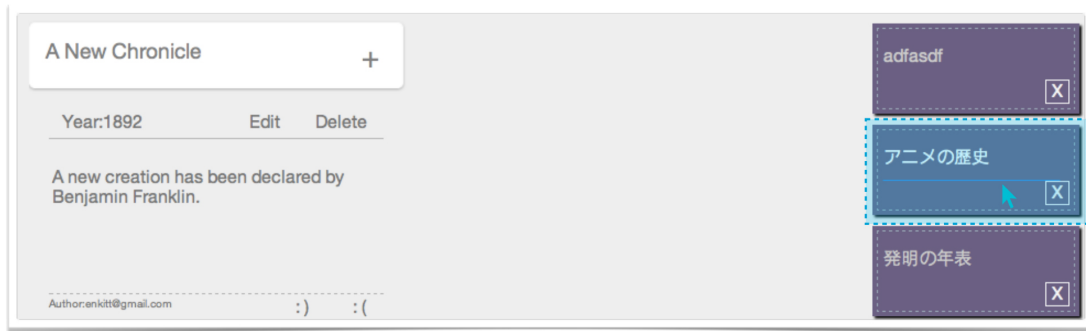 A New Chronicle
+
Year:1892 Edit Delete
A new creation has been declared by
Benjamin Franklin.
Author:enkitt@gmail.com :) :(
adfasdf
X
アニメの歴史
X
発明の年表
X